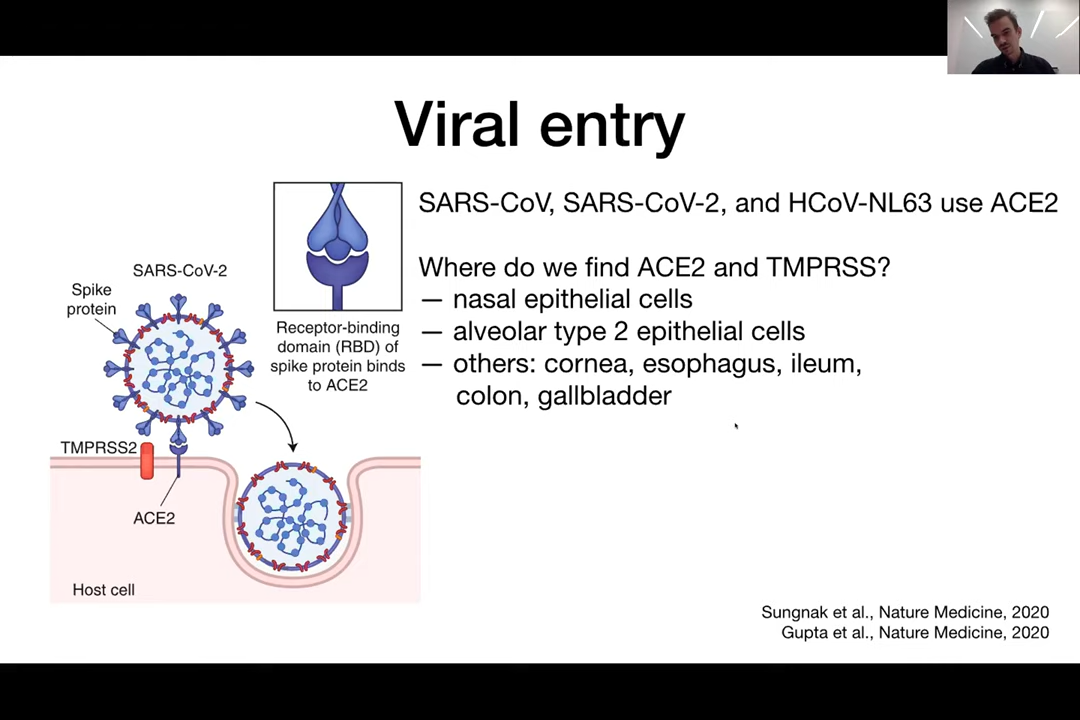 Viral entry
SARS-CoV-2
Spike
protein
TMPRSS2
ACE2
Host cell
Receptor-binding
domain (RBD) of
spike protein binds
to ACE2
SARS-CoV, SARS-CoV-2, and HCoV-NL63 use ACE2
Where do we find ACE2 and TMPRSS?
— nasal epithelial cells
— alveolar type 2 epithelial cells
— others: cornea, esophagus, ileum,
colon, gallbladder
Sungnak et al., Nature Medicine, 2020
Gupta et al., Nature Medicine, 2020